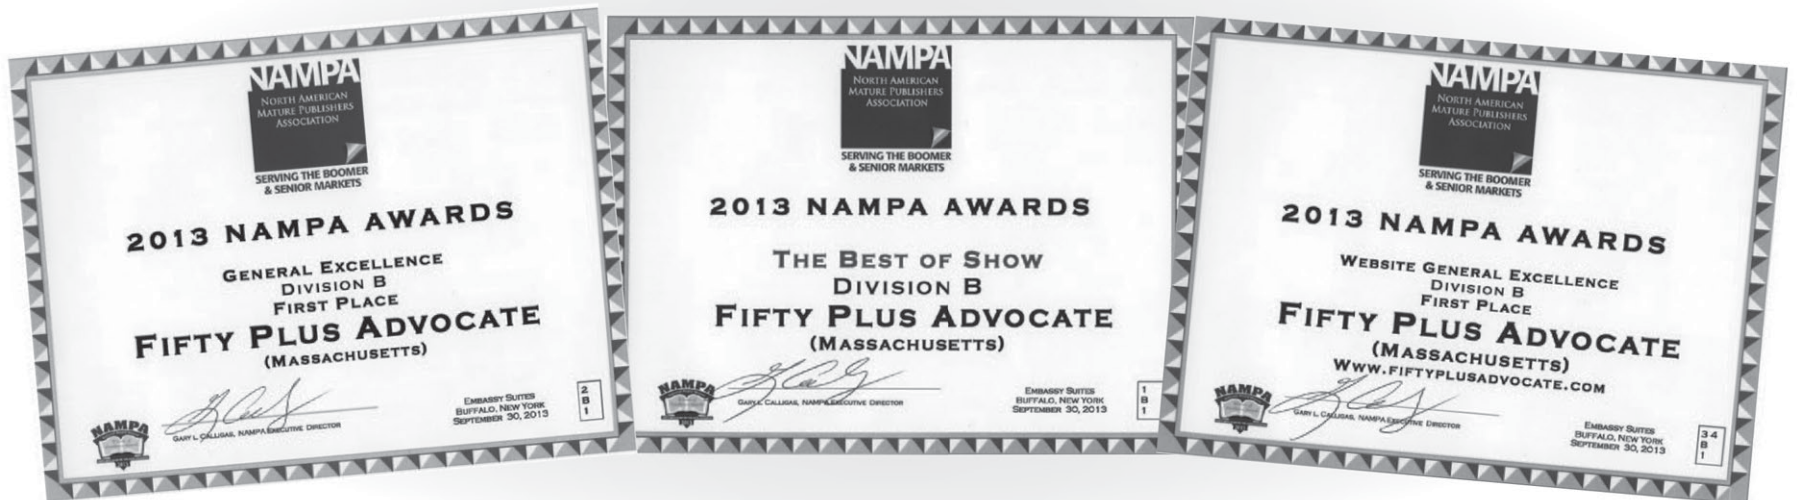 NAMPA
NORTH AMERICAN
MATURE PUBLISHERS
ASSOCIATION
SERVING THE BOOMER
& SENIOR MARKETS
2013 NAMPA AWARDS
GENERAL EXCELLENCE
DIVISION B
FIRST PLACE
FIFTY PLUS ADVOCATE
(MASSACHUSETTS)
NAMPA
GARY L. CALLIGAS, NAMPA EXECUTIVE DIRECTOR
EMBASSY SUITES
BUFFALO, NEW YORK
SEPTEMBER 30, 2013
2
B
1
NAMPA
NORTH AMERICAN
MATURE PUBLISHERS
ASSOCIATION
SERVING THE BOOMER
& SENIOR MARKETS
2013 NAMPA AWARDS
THE BEST OF SHOW
DIVISION B
FIFTY PLUS ADVOCATE
(MASSACHUSETTS)
NAMPA
GARY L. CALLIGAS, NAMPA EXECUTIVE DIRECTOR
EMBASSY SUITES
BUFFALO, NEW YORK
SEPTEMBER 30, 2013
1
B
1
NAMPA
NORTH AMERICAN
MATURE PUBLISHERS
ASSOCIATION
SERVING THE BOOMER
& SENIOR MARKETS
2013 NAMPA AWARDS
WEBSITE GENERAL EXCELLENCE
DIVISION B
FIRST PLACE
FIFTY PLUS ADVOCATE
(MASSACHUSETTS)
WWW.FIFTYPLUSADVOCATE.COM
NAMPA
GARY L. CALLIGAS, NAMPA EXECUTIVE DIRECTOR
EMBASSY SUITES
BUFFALO, NEW YORK
SEPTEMBER 30, 2013
34
B
1